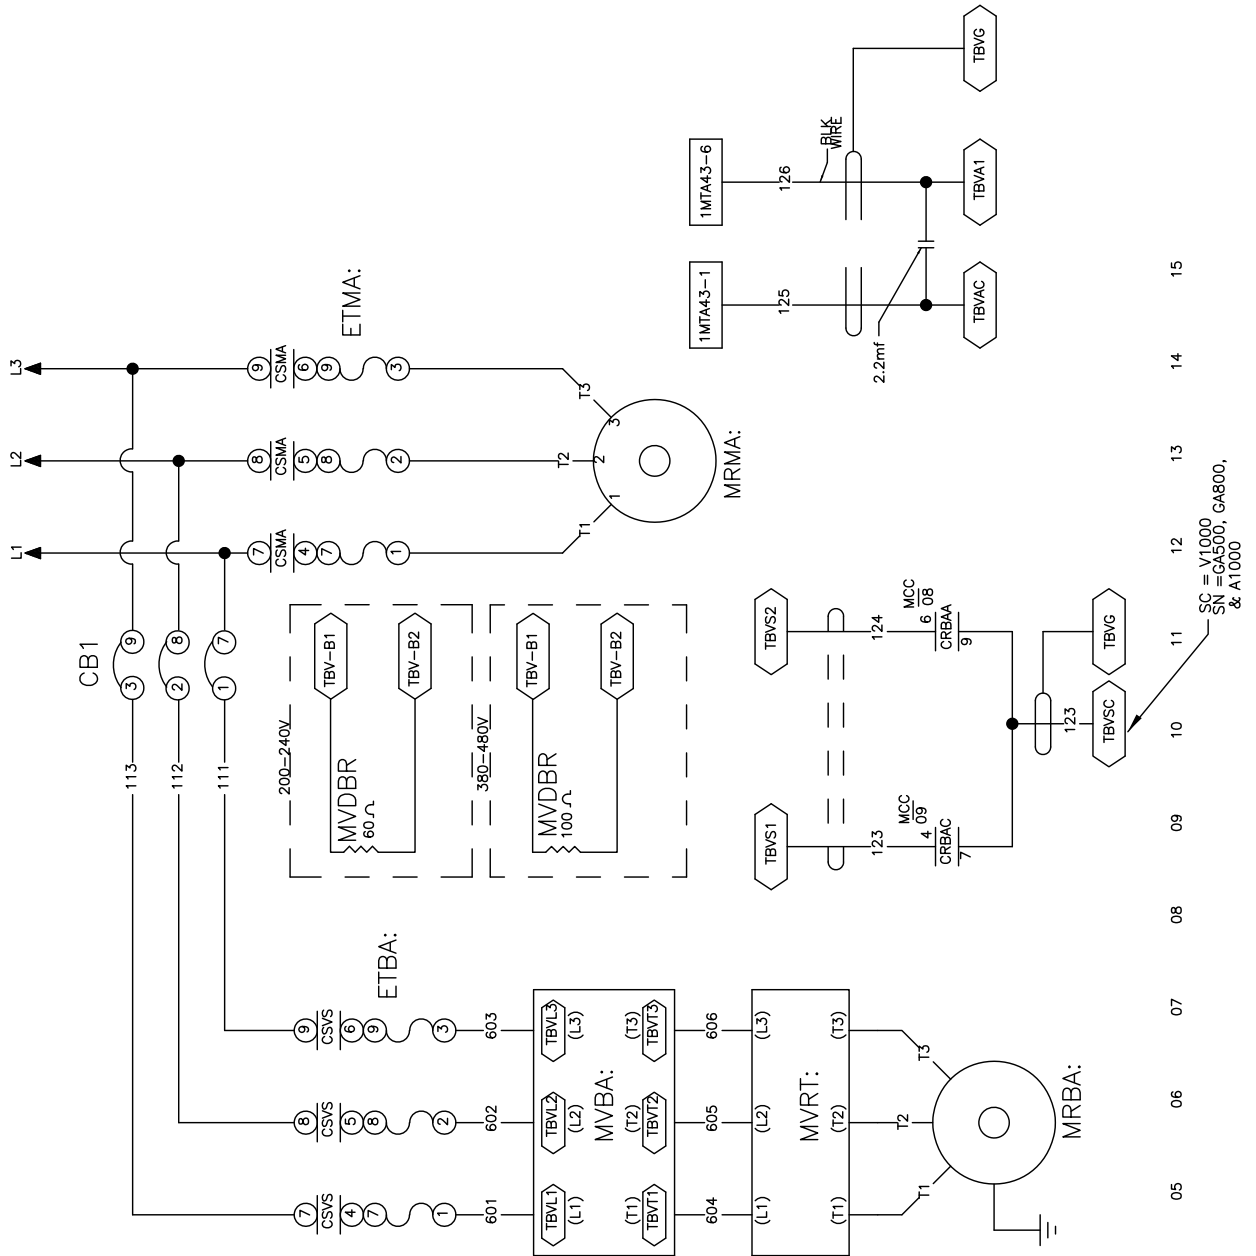 L1
L2
L3
9
8
7
3
2
1
CB1
113
112
111
7
CSMA
4
7
1
8
CSMA
5
8
2
9
CSMA
6
9
3
ETMA:
T1
T2
T3
1
2
3
MRMA:
200-240V
MVDBR
60Ω
TBV-B1
TBV-B2
380-480V
MVDBR
100Ω
TBV-B1
TBV-B2
7
CSVS
4
7
1
8
CSVS
5
8
2
9
CSVS
6
9
3
ETBA:
601
602
603
TBVL1
(L1)
TBVL2
(L2)
TBVL3
(L3)
MVBA:
(T1)
TBVT1
(T2)
TBVT2
(T3)
TBVT3
604
605
606
(L1)
(L2)
(L3)
MVRT:
(T1)
(T2)
(T3)
T1
T2
T3
MRBA:
TBVS1
123
MCC
09
4
CRBAC
7
TBVS2
124
MCC
08
6
CRBAA
9
123
TBVSC
TBVG
SC = V1000
SN =GA500, GA800,
& A1000
1MTA43-1
125
1MTA43-6
126
BLK
WIRE
2.2mf
TBVAC
TBVA1
TBVG
05
06
07
08
09
10
11
12
13
14
15